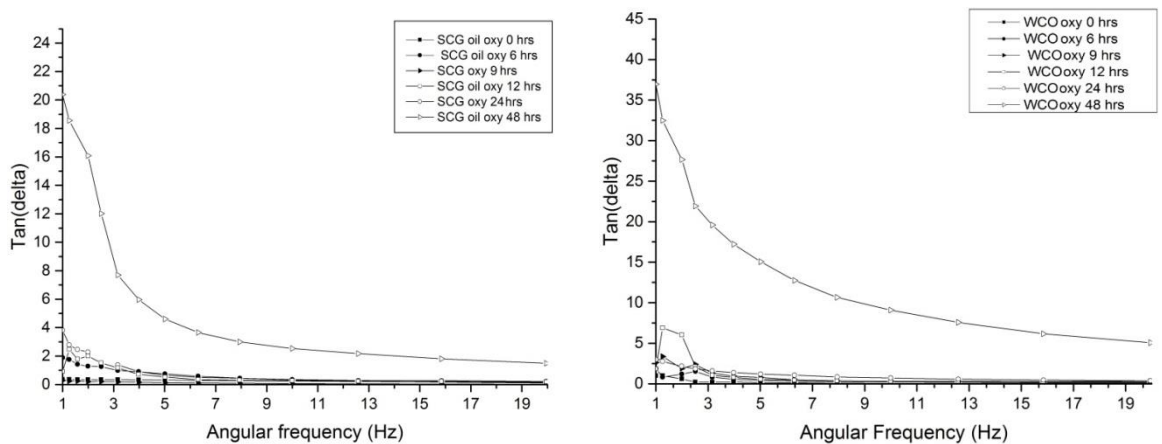 24
22
20
18
16
14
12
10
8
6
4
2
0
Tan(delta)
1 3 5 7 9 11 13 15 17 19
Angular frequency (Hz)
SCG oil oxy 0 hrs
SCG oil oxy 6 hrs
SCG oxy 9 hrs
SCG oil oxy 12 hrs
SCG oxy 24hrs
SCG oil oxy 48 hrs
45
40
35
30
25
20
15
10
5
0
Tan(delta)
1 3 5 7 9 11 13 15 17 19
Angular Frequency (Hz)
WCO oxy 0 hrs
WCO oxy 6 hrs
WCO oxy 9 hrs
WCOoxy 12 hrs
WCOoxy 24 hrs
WCOoxy 48 hrs